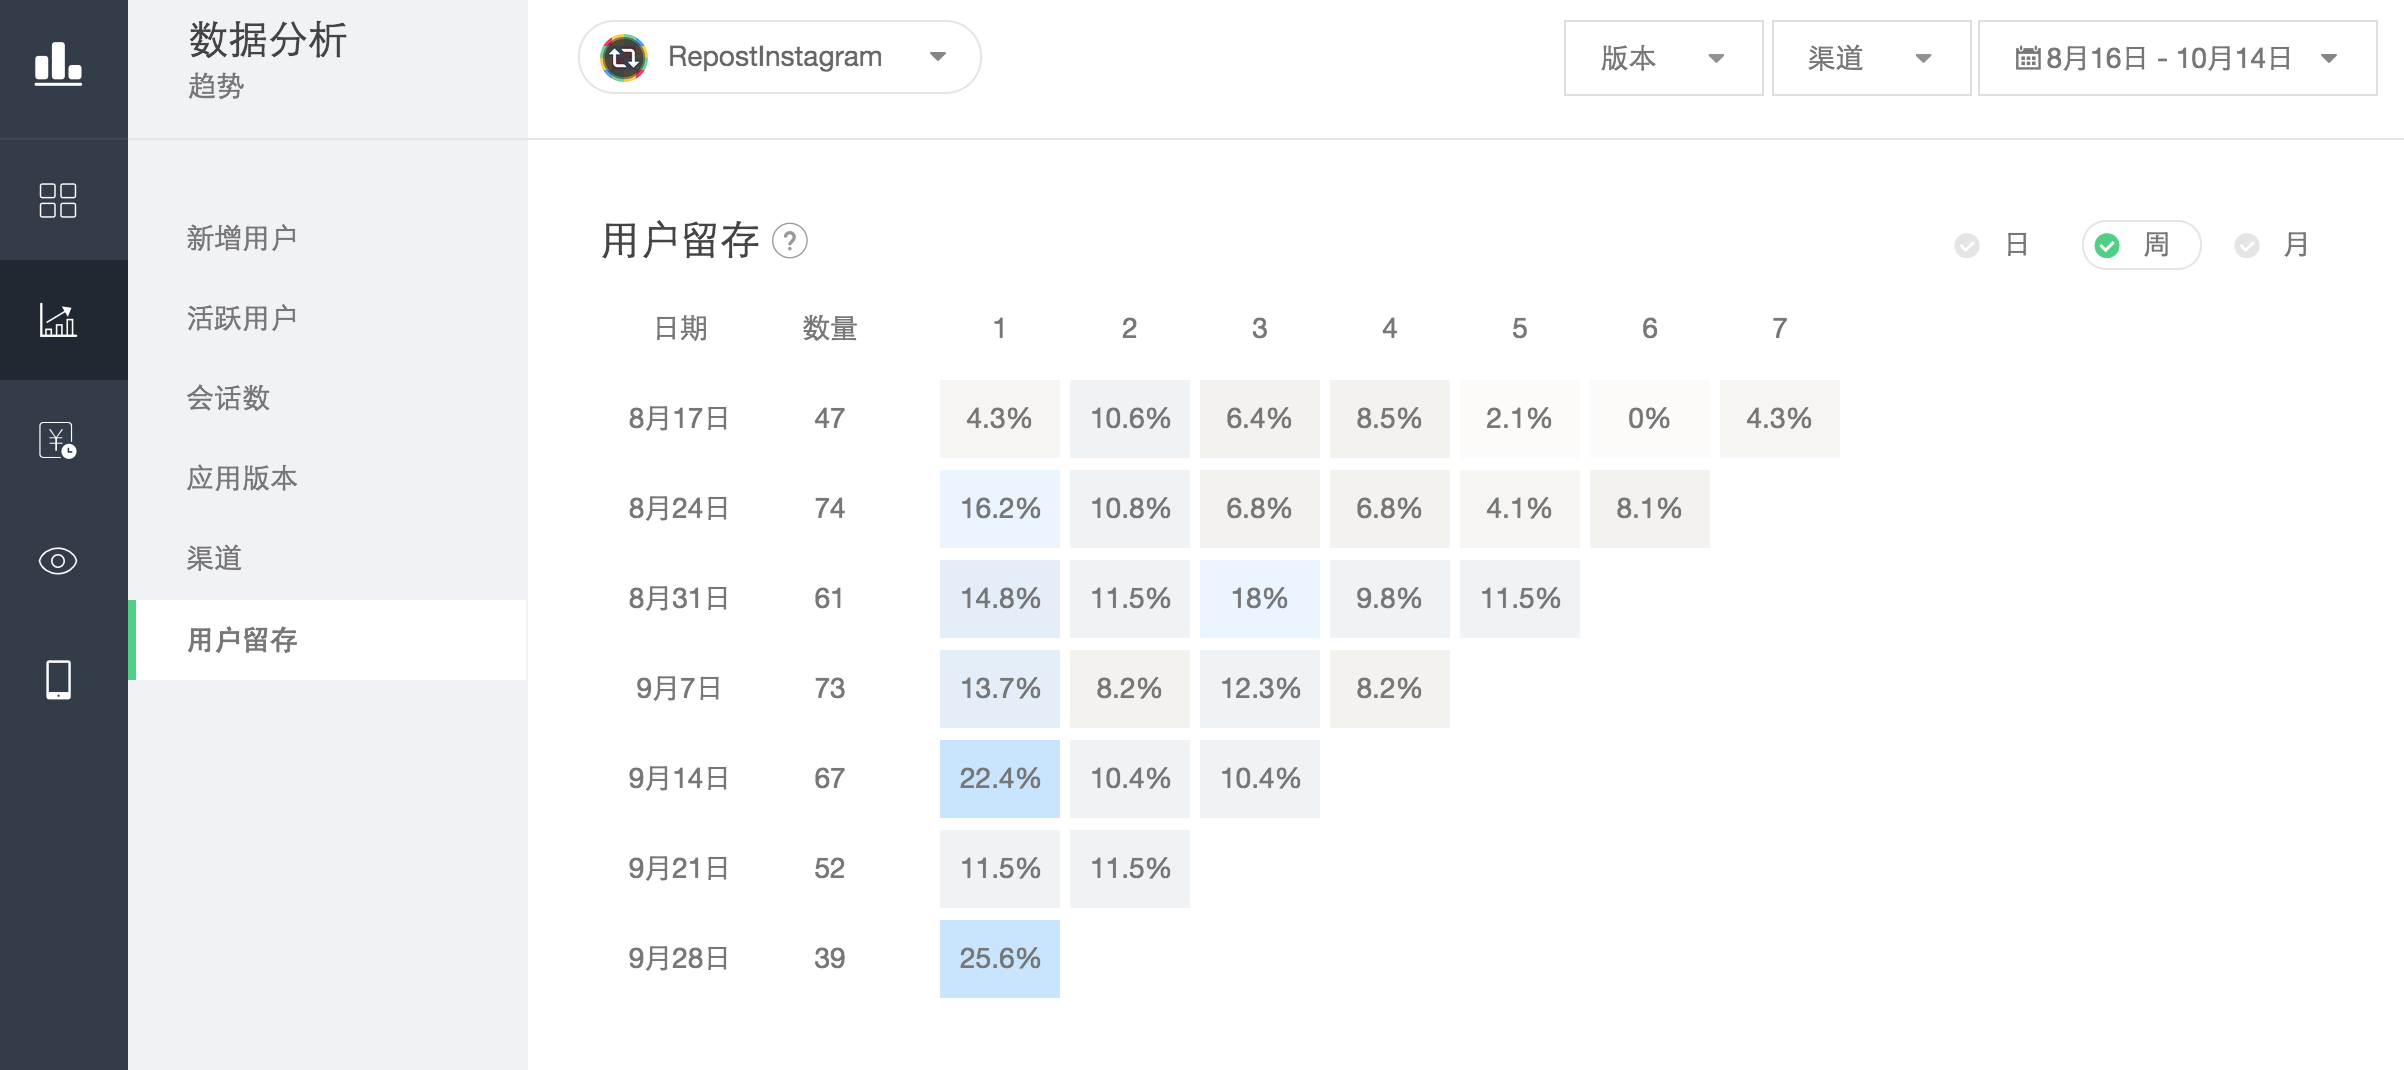 数据分析
趋势
RepostInstagram
版本
渠道
8月16日 - 10月14日
新增用户
活跃用户
会话数
应用版本
渠道
用户留存
用户留存 ?
日 周 月
日期 数量 1 2 3 4 5 6 7
8月17日 47 4.3% 10.6% 6.4% 8.5% 2.1% 0% 4.3%
8月24日 74 16.2% 10.8% 6.8% 6.8% 4.1% 8.1%
8月31日 61 14.8% 11.5% 18% 9.8% 11.5%
9月7日 73 13.7% 8.2% 12.3% 8.2%
9月14日 67 22.4% 10.4% 10.4%
9月21日 52 11.5% 11.5%
9月28日 39 25.6%